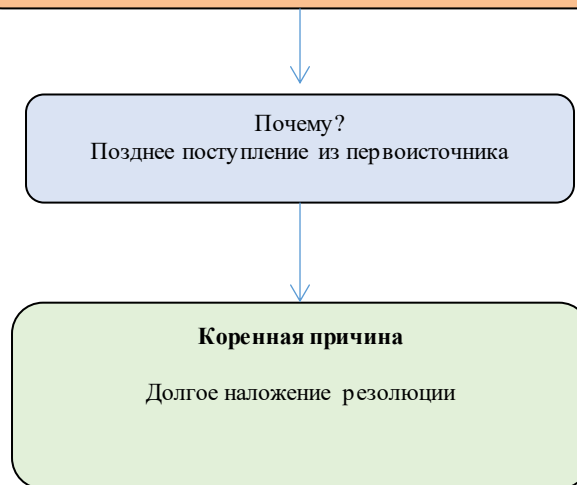 Почему?
Позднее поступление из первоисточника
Коренная причина
Долгое наложение резолюции